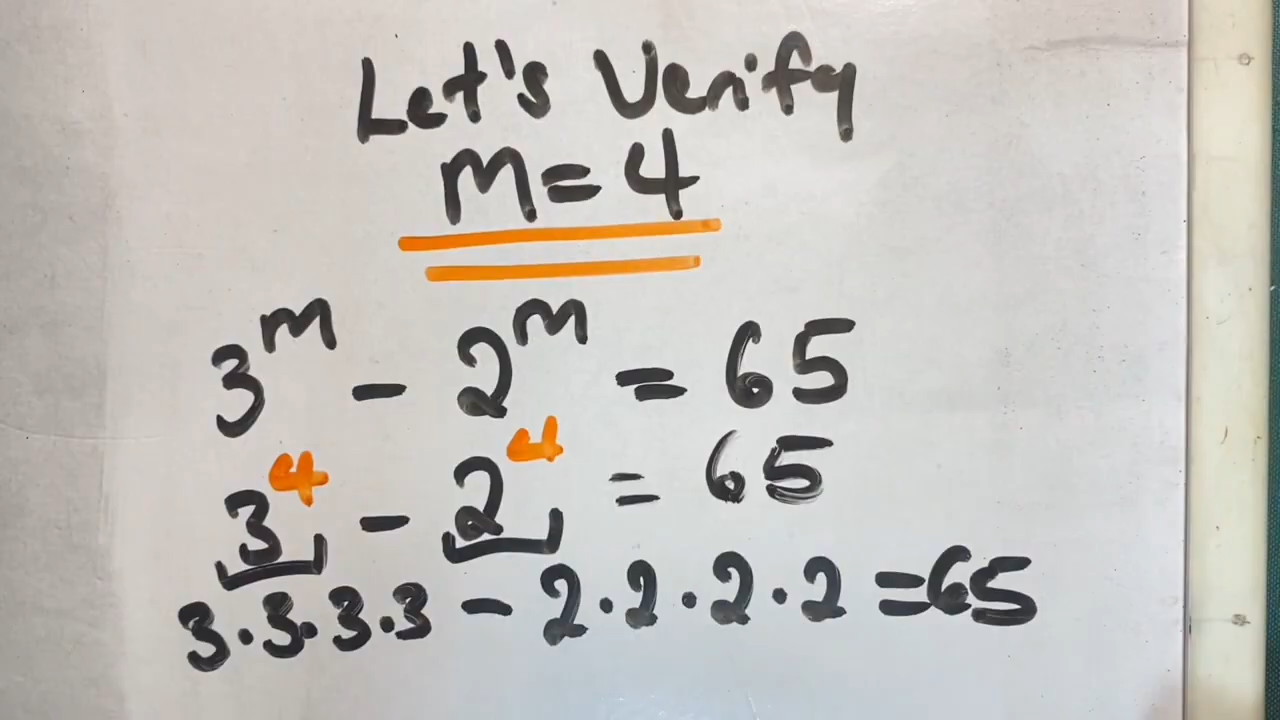 Let's Verify
m = 4
3^m - 2^m = 65
3^4 - 2^4 = 65
3·3·3·3 - 2·2·2·2 = 65